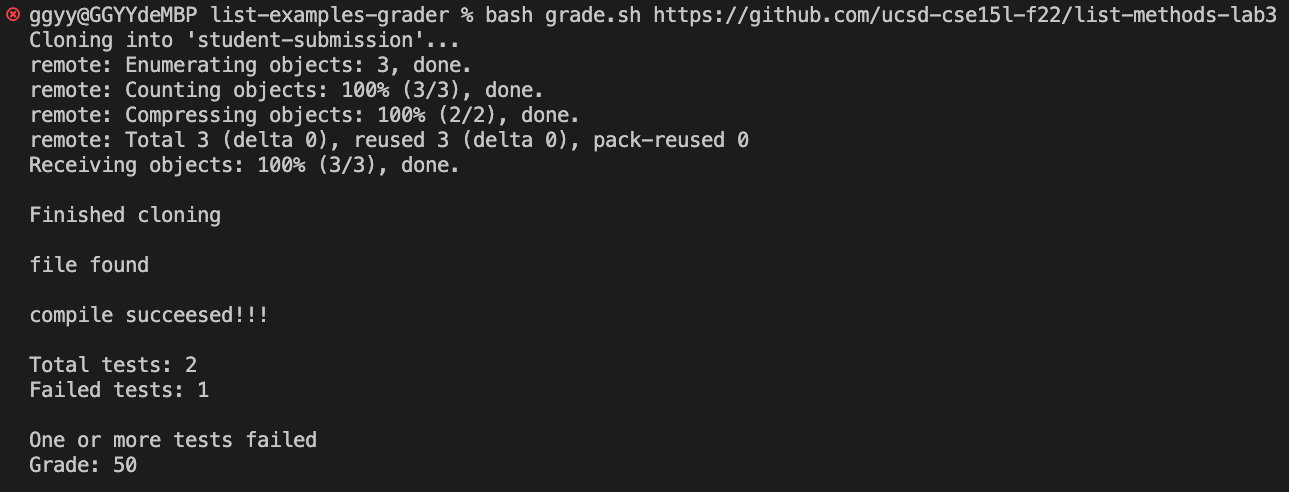 ggyy@GGYYdeMBP list-examples-grader % bash grade.sh https://github.com/ucsd-cse15l-f22/list-methods-lab3
Cloning into 'student-submission'...
remote: Enumerating objects: 3, done.
remote: Counting objects: 100% (3/3), done.
remote: Compressing objects: 100% (2/2), done.
remote: Total 3 (delta 0), reused 3 (delta 0), pack-reused 0
Receiving objects: 100% (3/3), done.
Finished cloning
file found
compile succeesed!!!
Total tests: 2
Failed tests: 1
One or more tests failed
Grade: 50